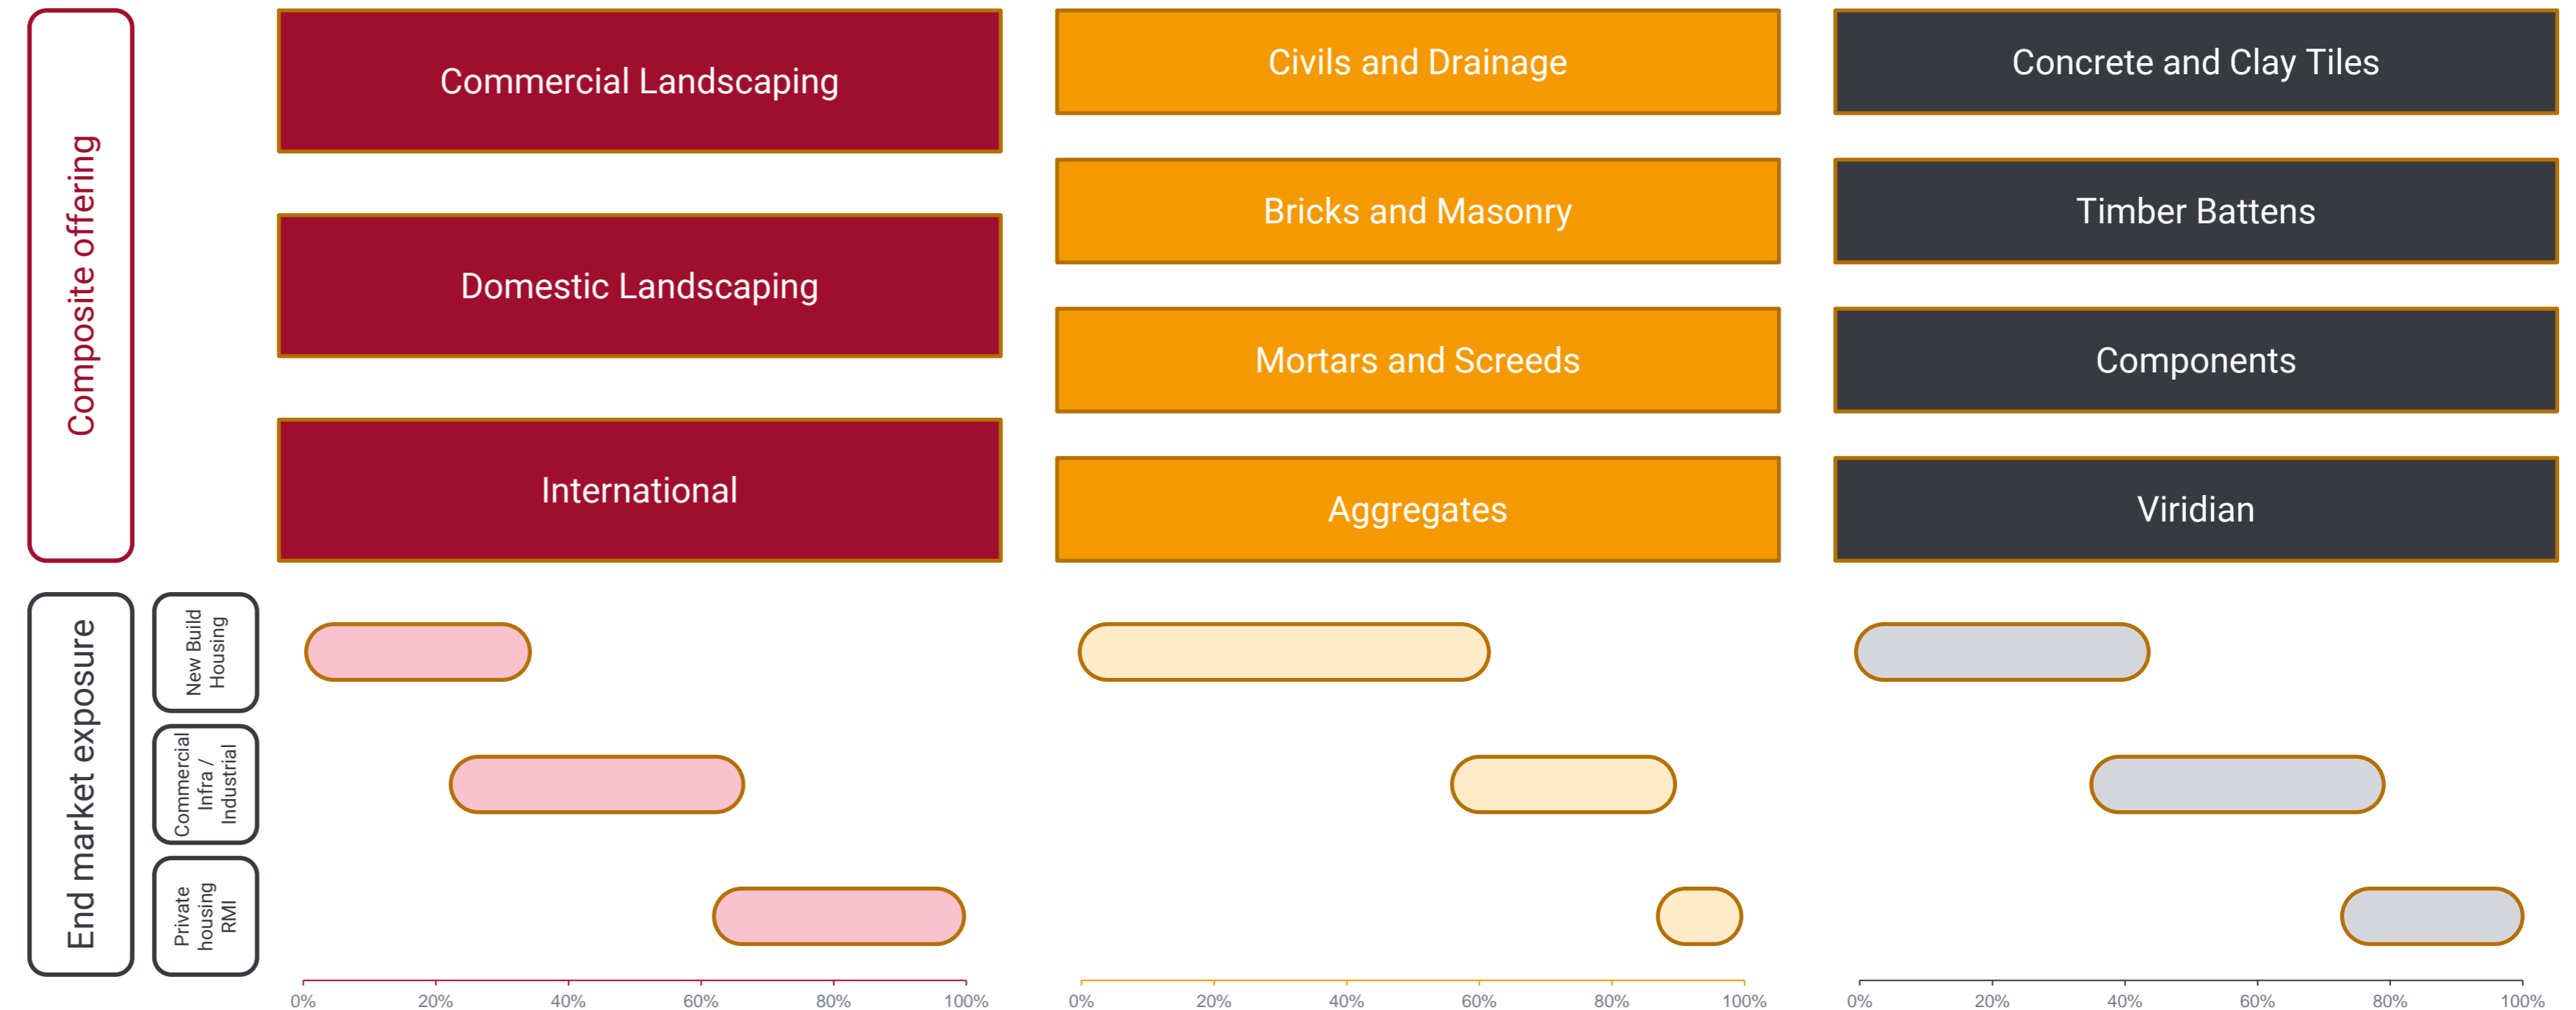 Composite offering
Commercial Landscaping
Domestic Landscaping
International
Civils and Drainage
Bricks and Masonry
Mortars and Screeds
Aggregates
Concrete and Clay Tiles
Timber Battens
Components
Viridian
End market exposure
New Build
Housing
Commercial
Infra /
Industrial
Private
housing
RMI
0% 20% 40% 60% 80% 100%
0% 20% 40% 60% 80% 100%
0% 20% 40% 60% 80% 100%